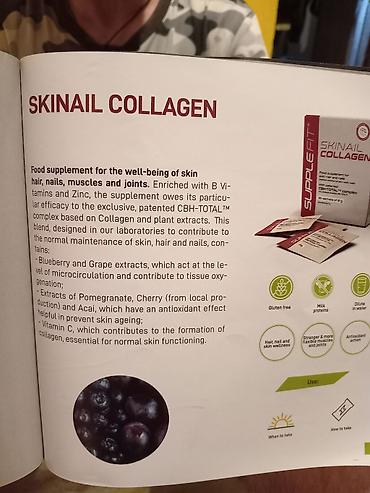 SKINAIL COLLAGEN
Food supplement for the well-being of skin
hair, nails, muscles and joints. Enriched with B Vi-
tamins and Zinc, the supplement owes its particu-
lar efficacy to the exclusive, patented CBH-TOTAL™
complex based on Collagen and plant extracts. This
blend, designed in our laboratories to contribute to
the normal maintenance of skin, hair and nails, con-
tains:
- Blueberry and Grape extracts, which act at the le-
vel of microcirculation and contribute to tissue oxy-
genation;
- Extracts of Pomegranate, Cherry (from local pro-
duction) and Acai, which have an antioxidant effect
helpful in prevent skin ageing;
- Vitamin C, which contributes to the formation of
collagen, essential for normal skin functioning.
SUPPLEFIT
SKINAIL
COLLAGEN
Gluten free
Milk
proteins
Dilute
in water
Hair, nail and
skin wellness
Stronger & more
flexible muscles
and joints
Antioxidant
action
Use:
When to take
How to take